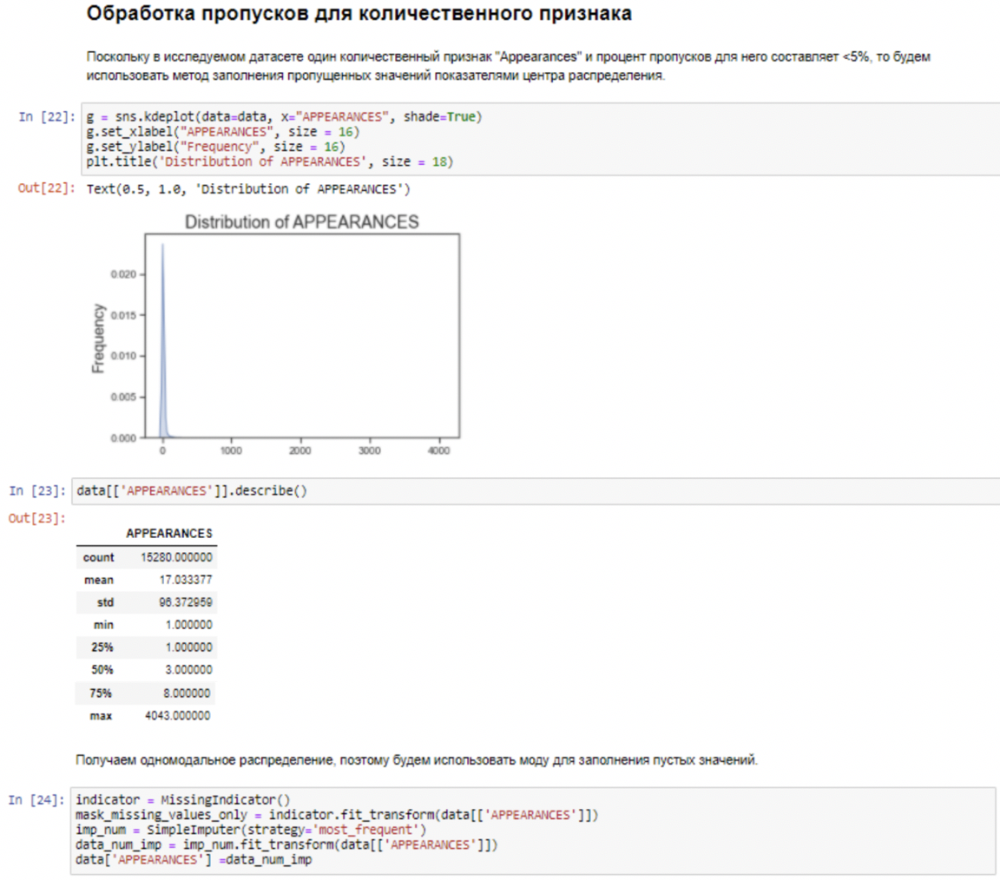 Обработка пропусков для количественного признака
Поскольку в исследуемом датасете один количественный признак "Appearances" и процент пропусков для него составляет <5%, то будем
использовать метод заполнения пропущенных значений показателями центра распределения.
In [22]: g = sns.kdeplot(data=data, x="APPEARANCES", shade=True)
g.set_xlabel("APPEARANCES", size = 16)
g.set_ylabel("Frequency", size = 16)
plt.title('Distribution of APPEARANCES', size = 18)
Out[22]: Text(0.5, 1.0, 'Distribution of APPEARANCES')
Distribution of APPEARANCES
Frequency
0.020
0.015
0.010
0.005
0.000
0 1000 2000 3000 4000
In [23]: data[['APPEARANCES']].describe()
Out[23]:
APPEARANCES
count 15280.000000
mean 17.033377
std 96.372959
min 1.000000
25% 1.000000
50% 3.000000
75% 8.000000
max 4043.000000
Получаем одномодальное распределение, поэтому будем использовать моду для заполнения пустых значений.
In [24]: indicator = MissingIndicator()
mask_missing_values_only = indicator.fit_transform(data[['APPEARANCES']])
imp_num = SimpleImputer(strategy='most_frequent')
data_num_imp = imp_num.fit_transform(data[['APPEARANCES']])
data['APPEARANCES'] =data_num_imp